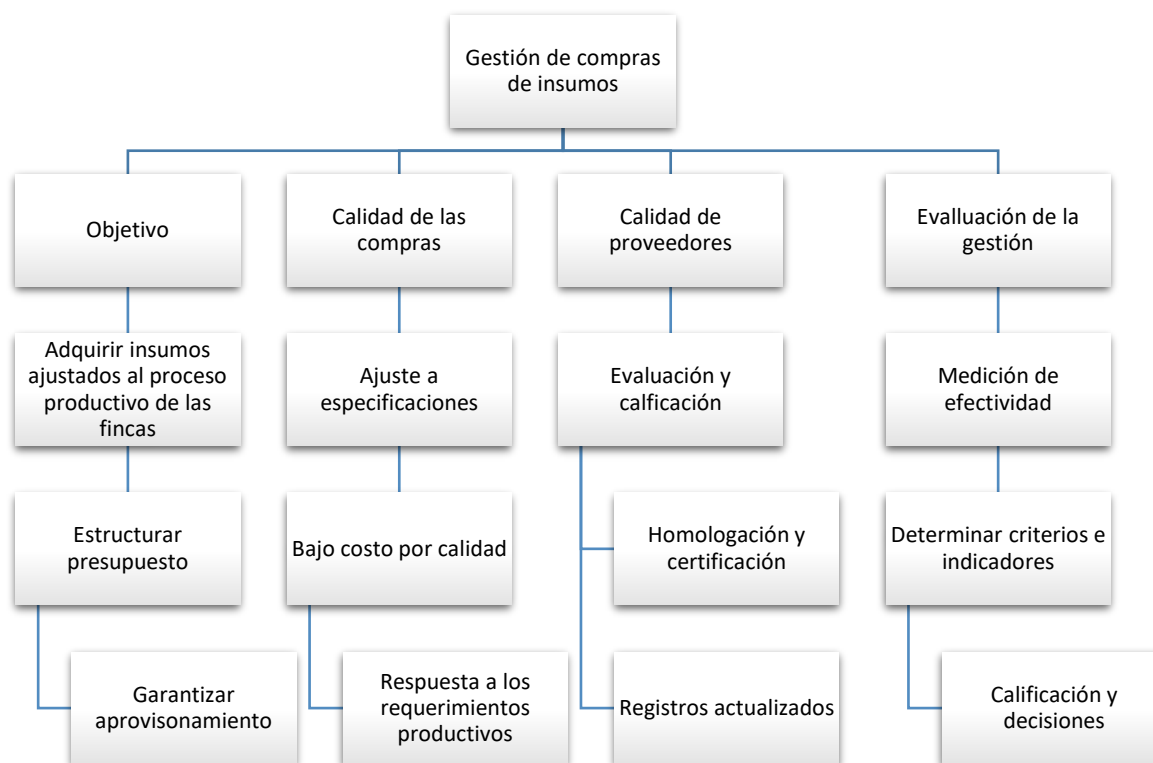 Gestión de compras
de insumos
Objetivo
Calidad de las
compras
Calidad de
proveedores
Evalluación de la
gestión
Adquirir insumos
ajustados al proceso
productivo de las
fincas
Ajuste a
especificaciones
Evaluación y
calficación
Medición de
efectividad
Estructurar
presupuesto
Bajo costo por calidad
Homologación y
certificación
Determinar criterios e
indicadores
Garantizar
aprovisonamiento
Respuesta a los
requerimientos
productivos
Registros actualizados
Calificación y
decisiones